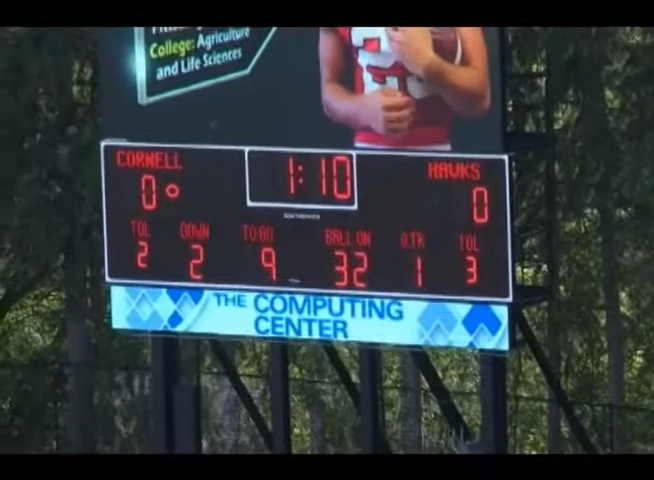 College: Agriculture
and Life Sciences
CORNELL 1:10 HAWKS
0 0
TOL DOWN TO GO BALL ON QTR TOL
2 2 9 32 1 3
THE COMPUTING
CENTER